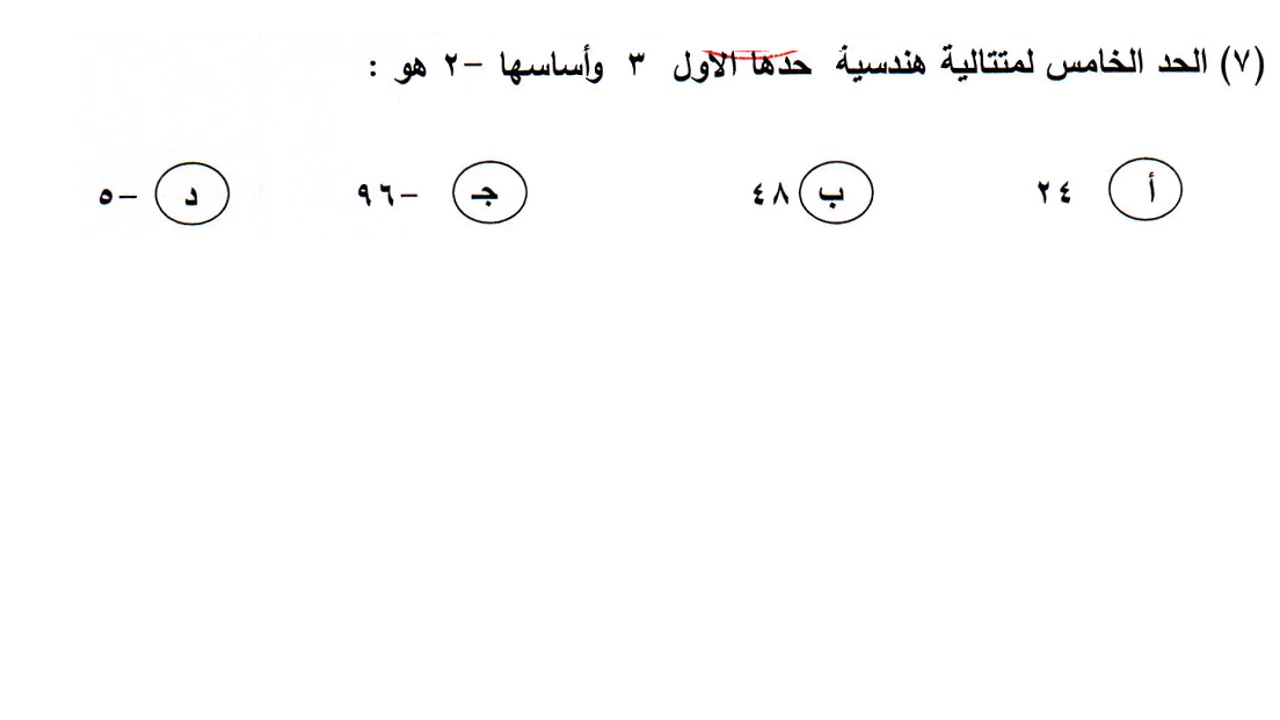 (٧) الحد الخامس لمتتالية هندسية حدها الاول ٣ وأساسها -٢ هو :
أ ٢٤ ب ٤٨ جـ -٩٦ د -٥